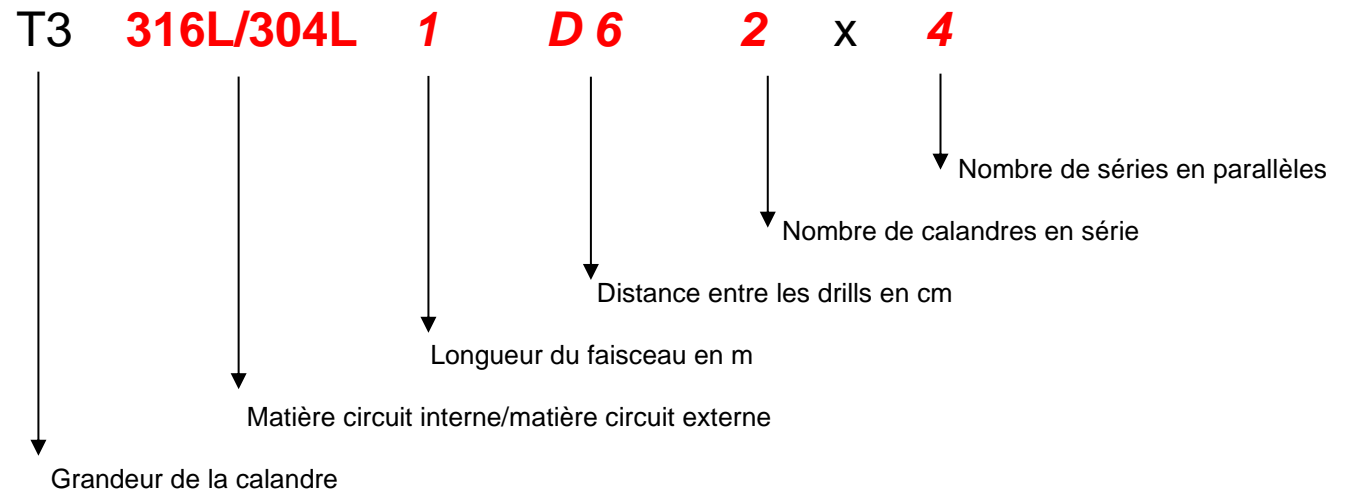 T3 316L/304L 1 D 6 2 x 4
Nombre de séries en parallèles
Nombre de calandres en série
Distance entre les drills en cm
Longueur du faisceau en m
Matière circuit interne/matière circuit externe
Grandeur de la calandre